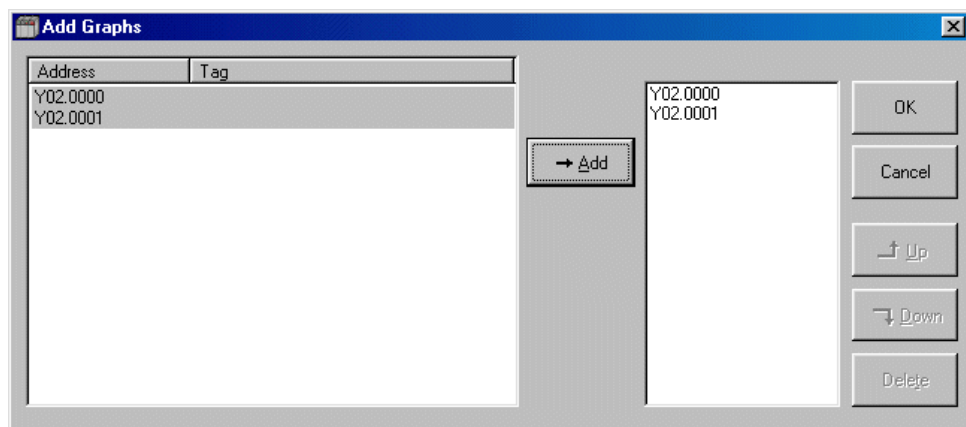 Add Graphs
Address Tag
Y02.0000
Y02.0001
Add
Y02.0000
Y02.0001
OK
Cancel
Up
Down
Delete